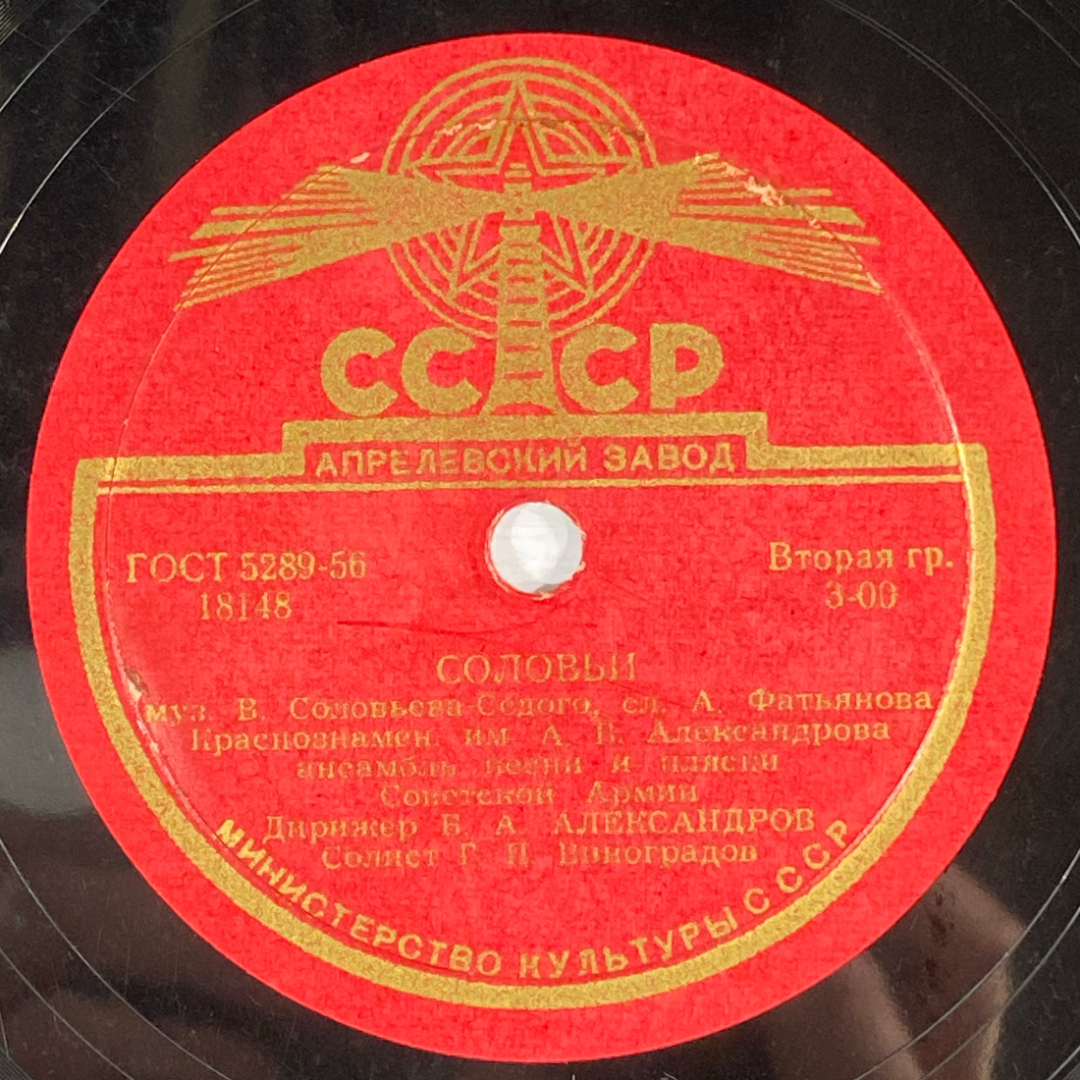 СССР
АПРЕЛЕВСКИЙ ЗАВОД
ГОСТ 5289-56
Вторая гр.
18148
3-00
СОЛОВЬИ
муз. В. Соловьева-Седого, сл. А. Фатьянова
Краснознамен. им. А. В. Александрова
ансамбль песни и пляски
Советской Армии
Дирижер Б. А. АЛЕКСАНДРОВ
Солист Г. И. Виноградов
МИНИСТЕРСТВО КУЛЬТУРЫ СССР